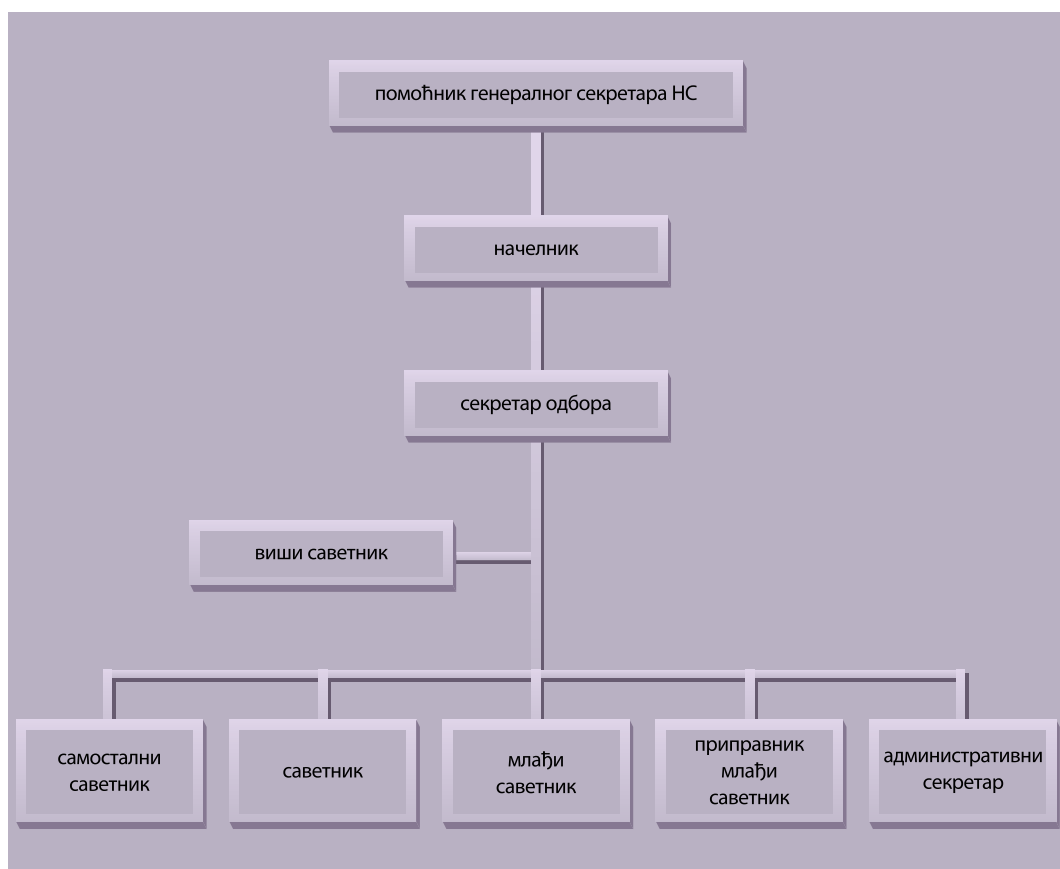 помоћник генералног секретара НС
начелник
секретар одбора
виши саветник
самостални
саветник
саветник
млађи
саветник
приправник
млађи
саветник
административни
секретар